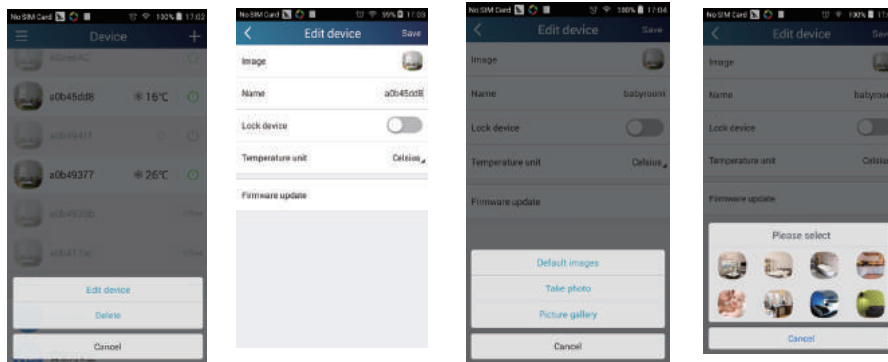 No SIM Card 100% 17:02
Device
a0b45dd8 16°C
a0b49411
a0b49377 26°C
Edit device
Delete
Cancel
No SIM Card 99% 17:03
Edit device Save
Image
Name a0b45dd8
Lock device
Temperature unit Celsius
Firmware update
No SIM Card 100% 17:04
Edit device Save
Image
Name babyroom
Lock device
Temperature unit Celsius
Firmware update
Default images
Take photo
Picture gallery
Cancel
No SIM Card 100%
Edit device
Image
Name
Lock device
Temperature unit
Firmware update
Please select
Cancel